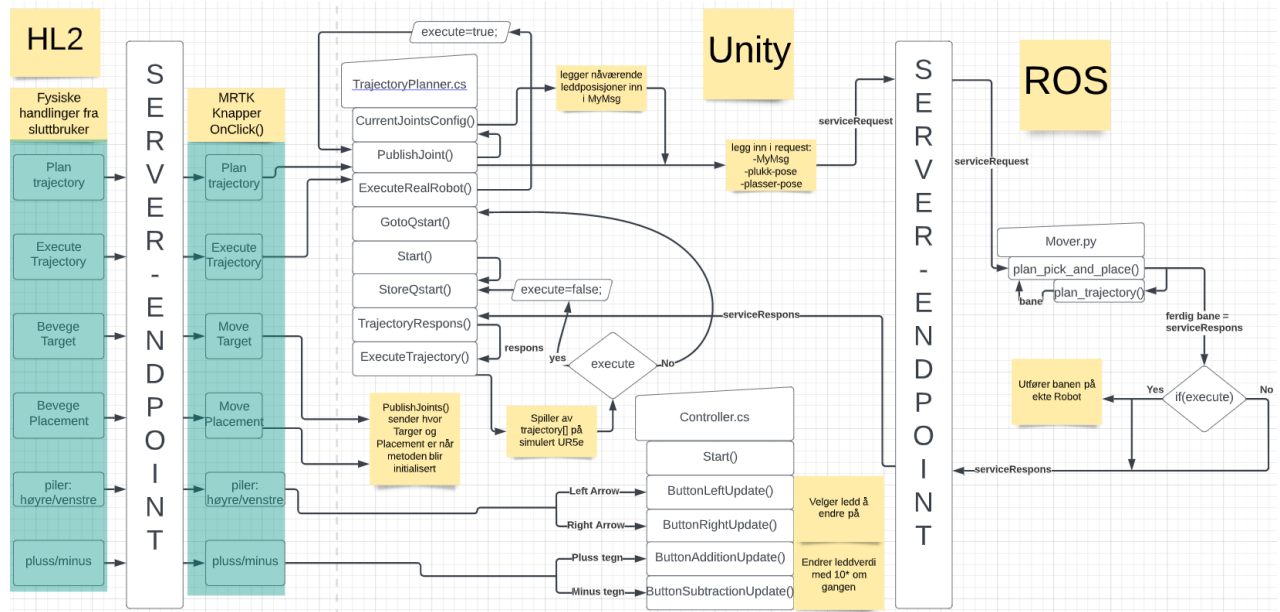 HL2
Fysiske
handlinger fra
sluttbruker
Plan
trajectory
Execute
Trajectory
Bevege
Target
Bevege
Placement
piler:
høyre/venstre
pluss/minus
SERVER-ENDPOINT
MRTK
Knapper
OnClick()
Plan
trajectory
Execute
Trajectory
Move
Target
Move
Placement
piler:
høyre/venstre
pluss/minus
execute=true;
TrajectoryPlanner.cs
CurrentJointsConfig()
PublishJoint()
ExecuteRealRobot()
GotoQstart()
Start()
StoreQstart()
TrajectoryRespons()
ExecuteTrajectory()
respons
execute=false;
yes
execute
No
legger nåværende
leddposisjoner inn
i MyMsg
Unity
legg inn i request:
-MyMsg
-plukk-pose
-plasser-pose
serviceRequest
serviceRespons
PublishJoints()
sender hvor
Targer og
Placement er når
metoden blir
initialisert
Spiller av
trajectory[] på
simulert UR5e
Controller.cs
Start()
Left Arrow
ButtonLeftUpdate()
Right Arrow
ButtonRightUpdate()
Pluss tegn
ButtonAdditionUpdate()
Minus tegn
ButtonSubtractionUpdate()
Velger ledd å
endre på
Endrer leddverdi
med 10* om
gangen
SERVER-ENDPOINT
ROS
serviceRequest
Mover.py
plan_pick_and_place()
plan_trajectory()
bane
ferdig bane =
serviceRespons
Utfører banen på
ekte Robot
Yes
if(execute)
No
serviceRespons